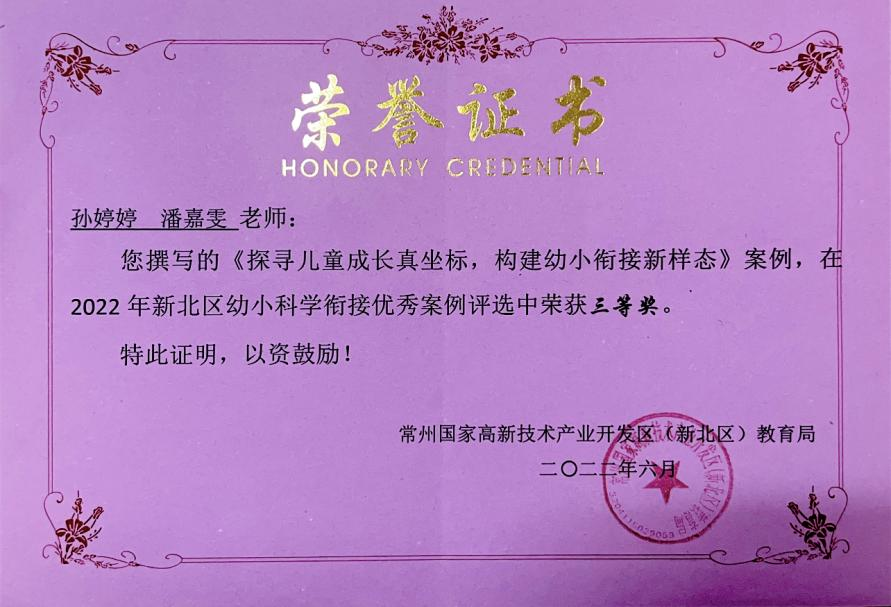 荣誉证书
HONORARY CREDENTIAL
孙婷婷 潘嘉雯 老师：
您撰写的《探寻儿童成长真坐标，构建幼小衔接新样态》案例，在
2022年新北区幼小科学衔接优秀案例评选中荣获三等奖。
特此证明，以资鼓励！
常州国家高新技术产业开发区（新北区）教育局
二〇二二年六月